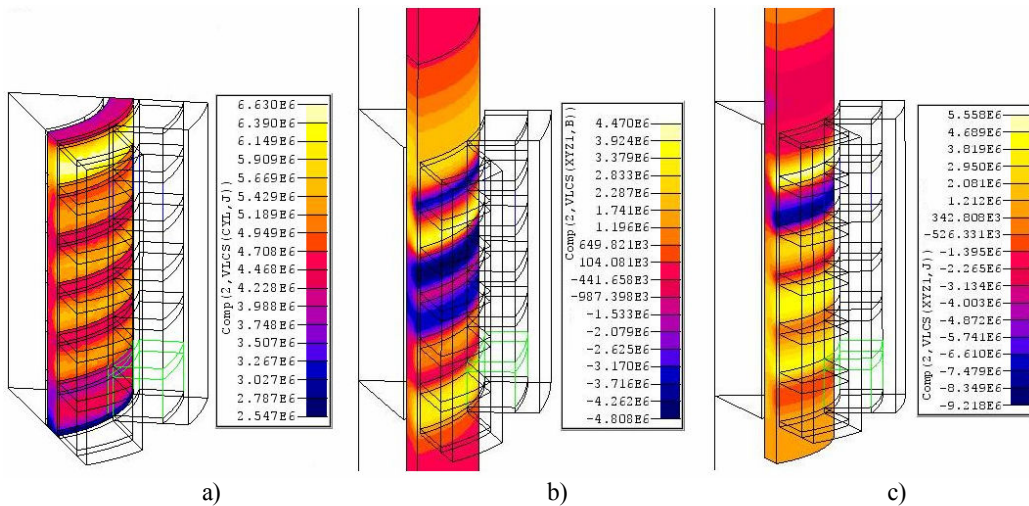 6.630E6
6.390E6
6.149E6
5.909E6
5.669E6
5.429E6
5.189E6
4.949E6
4.708E6
4.468E6
4.228E6
3.988E6
3.748E6
3.507E6
3.267E6
3.027E6
2.787E6
2.547E6
Comp(2,VLCS(CYL,J))
a)
4.470E6
3.924E6
3.379E6
2.833E6
2.287E6
1.741E6
1.196E6
649.821E3
104.081E3
-441.658E3
-987.398E3
-1.533E6
-2.079E6
-2.625E6
-3.170E6
-3.716E6
-4.262E6
-4.808E6
Comp(2,VLCS(XYZ1,B)
b)
5.558E6
4.689E6
3.819E6
2.950E6
2.081E6
1.212E6
342.808E3
-526.331E3
-1.395E6
-2.265E6
-3.134E6
-4.003E6
-4.872E6
-5.741E6
-6.610E6
-7.479E6
-8.349E6
-9.218E6
Comp(2,VLCS(XYZ1,J)
c)